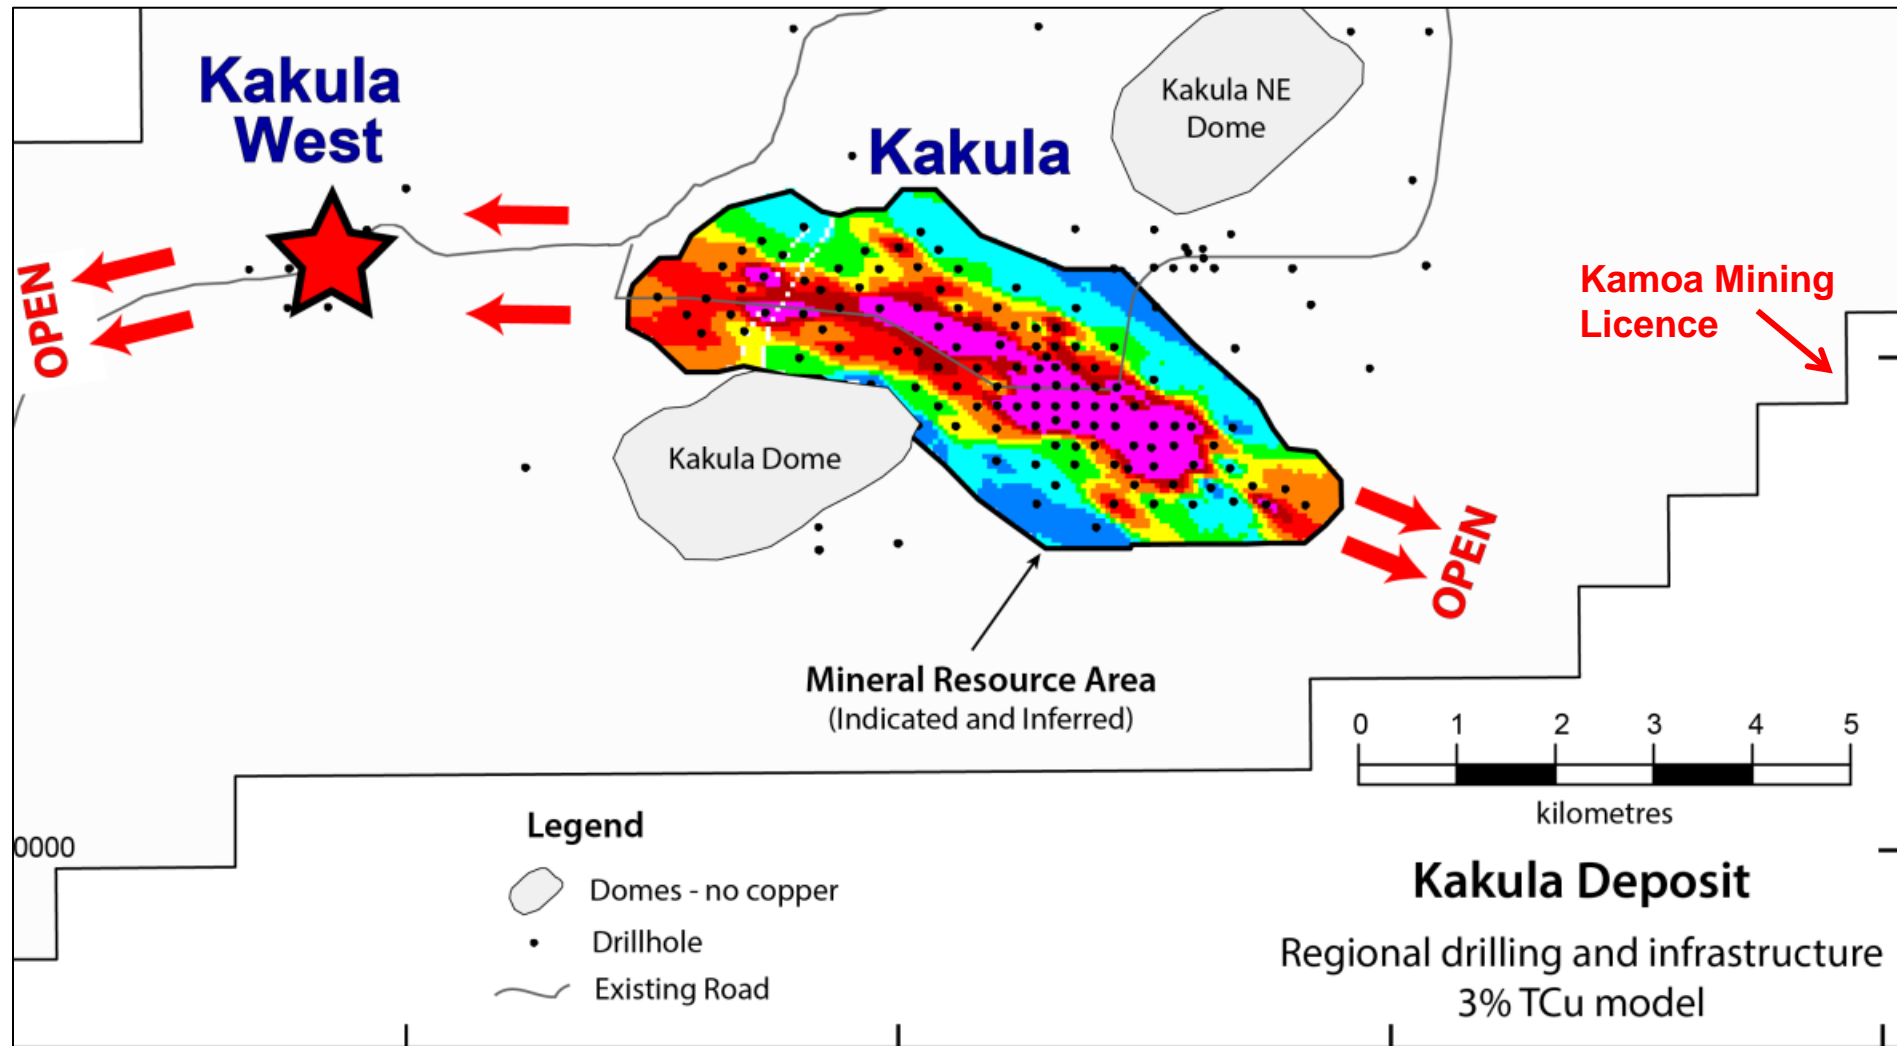 Kakula
West
Kakula
Kakula NE
Dome
OPEN
Kamoa Mining
Licence
Kakula Dome
OPEN
Mineral Resource Area
(Indicated and Inferred)
0 1 2 3 4 5
kilometres
0000
Legend
Domes - no copper
Drillhole
Existing Road
Kakula Deposit
Regional drilling and infrastructure
3% TCu model